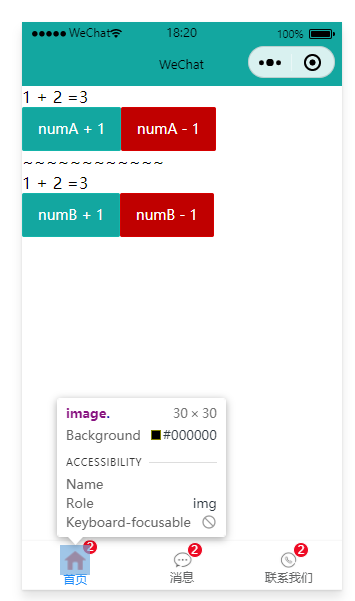 WeChat 18:20 100%
WeChat
1 + 2 =3
numA + 1 numA - 1
~~~~~~~~~~~~
1 + 2 =3
numB + 1 numB - 1
image. 30 × 30
Background #000000
ACCESSIBILITY
Name
Role img
Keyboard-focusable
2 2 2
首页 消息 联系我们